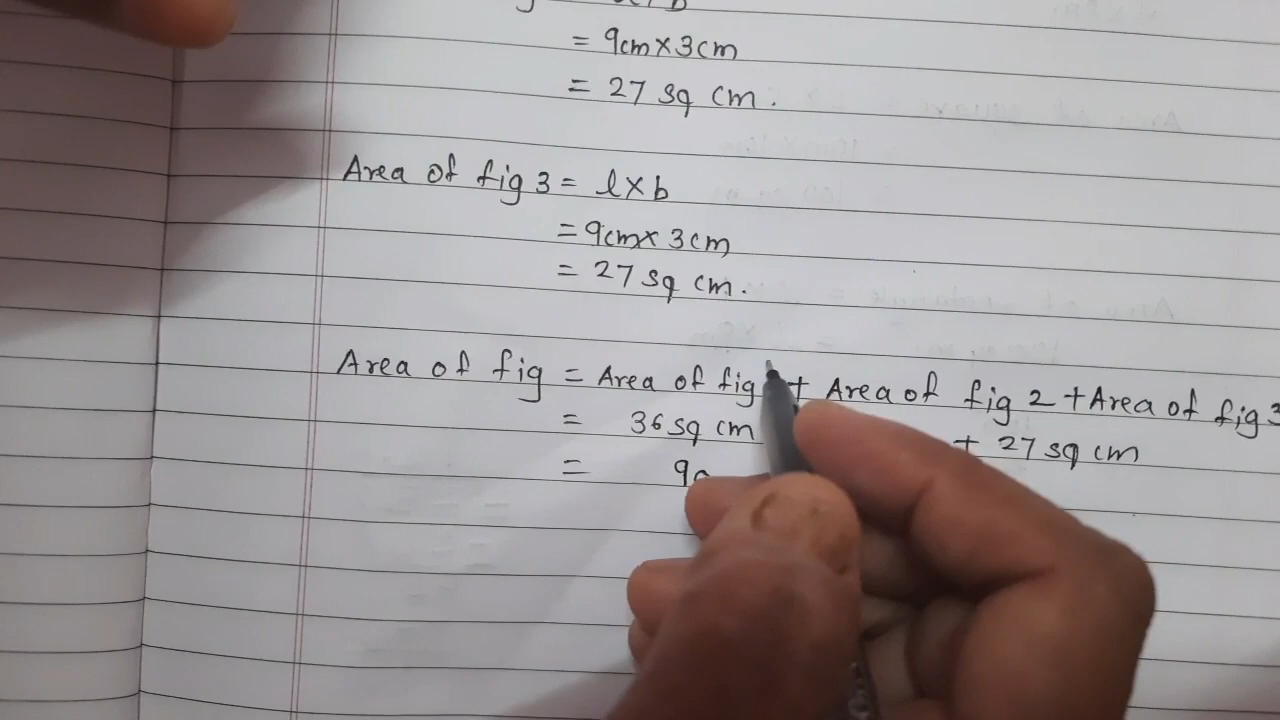 = 9cm×3cm
= 27 sq cm.
Area of fig 3 = l×b
= 9cm× 3cm
= 27 sq cm.
Area of fig = Area of fig + Area of fig 2 + Area of fig 3
= 36 sq cm + 27 sq cm
=